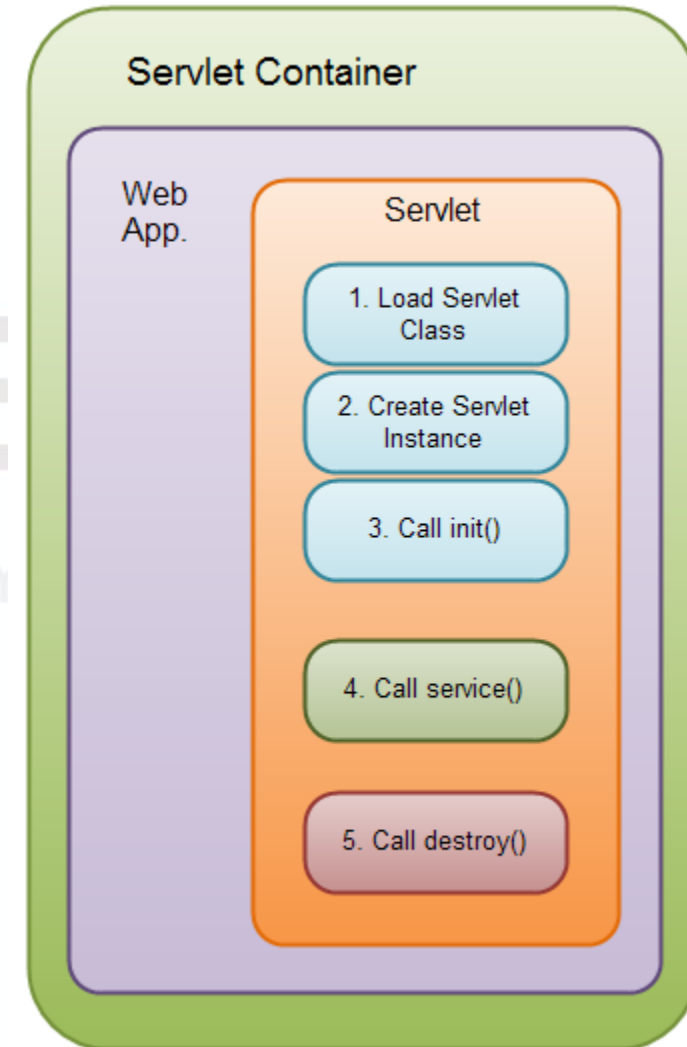 Servlet Container
Web
App.
Servlet
1. Load Servlet
Class
2. Create Servlet
Instance
3. Call init()
4. Call service()
5. Call destroy()